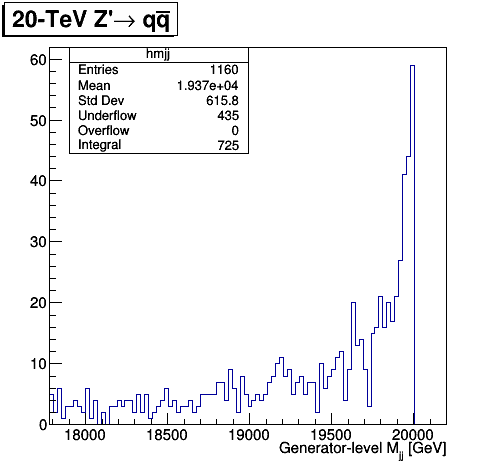 20-TeV Z'→ qq̅
hmjj
Entries 1160
Mean 1.937e+04
Std Dev 615.8
Underflow 435
Overflow 0
Integral 725
60
50
40
30
20
10
0
18000 18500 19000 19500 20000
Generator-level Mjj [GeV]